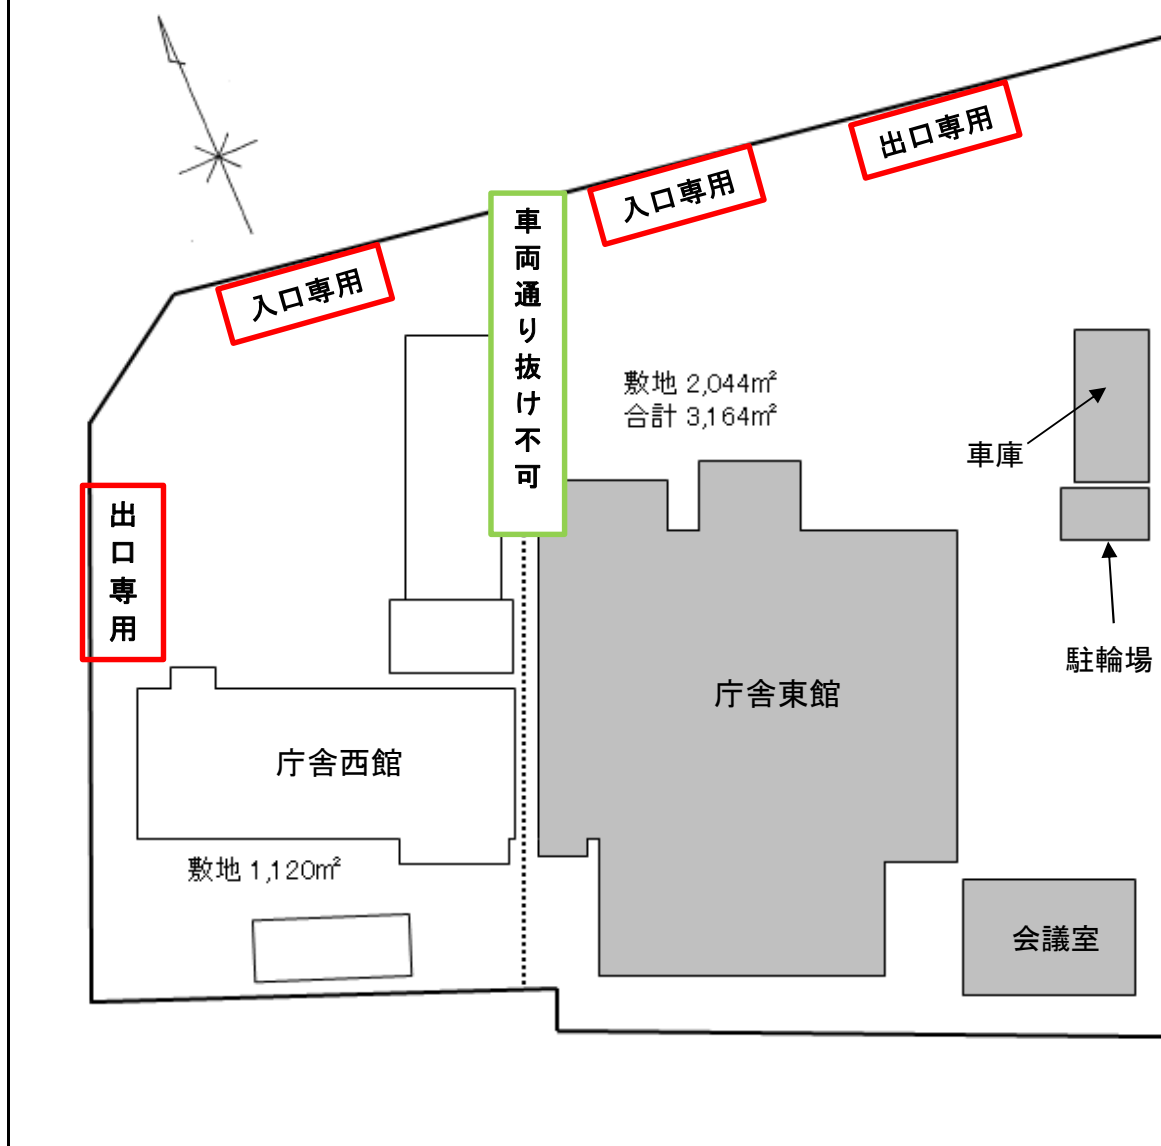 出口専用
入口専用
車両通り抜け不可
入口専用
敷地 2,044㎡
合計 3,164㎡
車庫
出口専用
駐輪場
庁舎東館
庁舎西館
敷地 1,120㎡
会議室